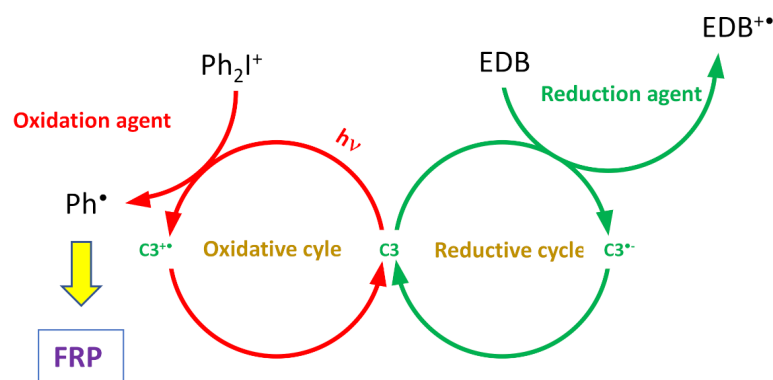 EDB⁺•
Ph₂I⁺
EDB
Reduction agent
Oxidation agent
hν
Ph•
C3⁺•
Oxidative cyle
C3
Reductive cycle
C3•-
FRP